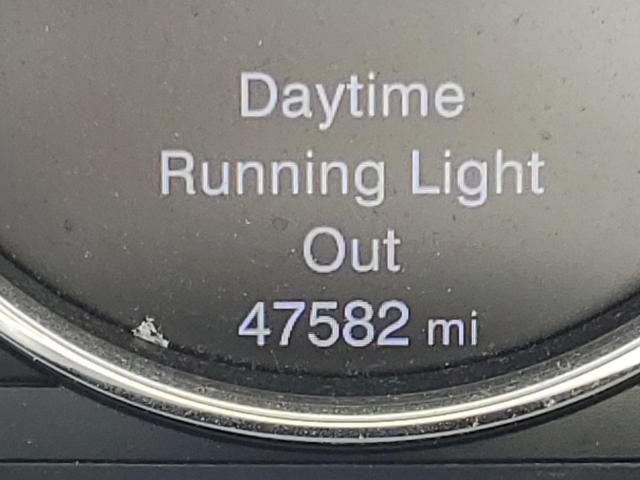 Daytime
Running Light
Out
47582 mi